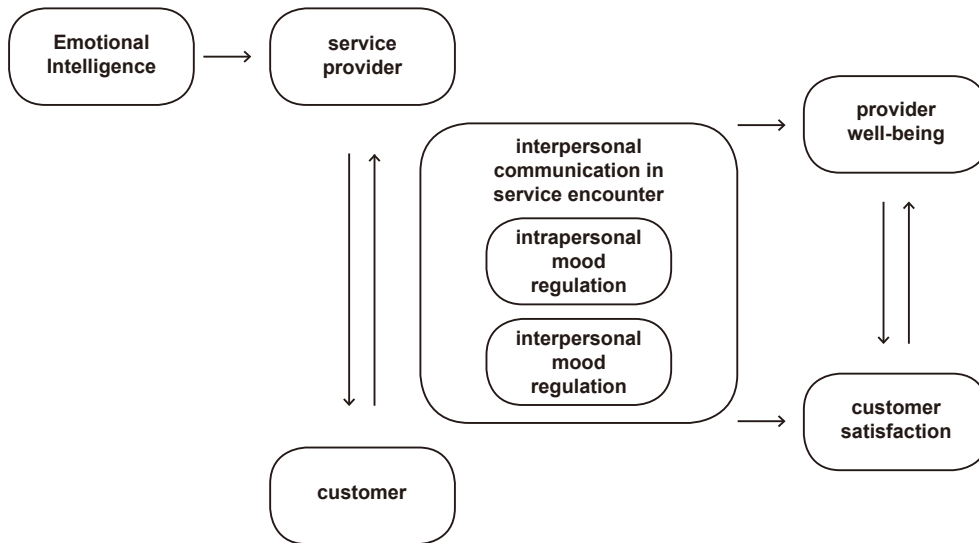 Emotional
Intelligence
service
provider
interpersonal
communication in
service encounter
intrapersonal
mood
regulation
interpersonal
mood
regulation
provider
well-being
customer
satisfaction
customer